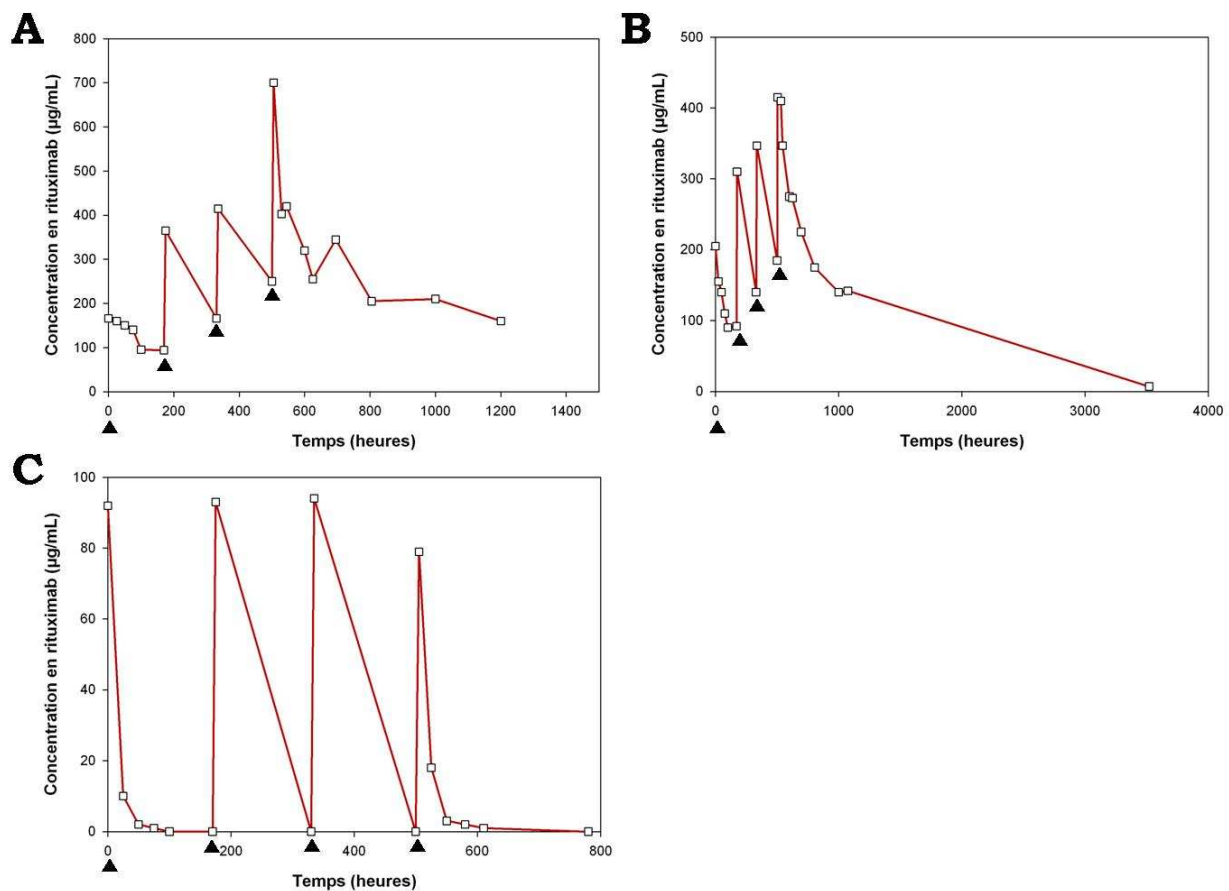 A
Concentration en rituximab (µg/mL)
800
700
600
500
400
300
200
100
0
0 200 400 600 800 1000 1200 1400
Temps (heures)
B
Concentration en rituximab (µg/mL)
500
400
300
200
100
0
0 1000 2000 3000 4000
Temps (heures)
C
Concentration en rituximab (µg/mL)
100
80
60
40
20
0
0 200 400 600 800
Temps (heures)